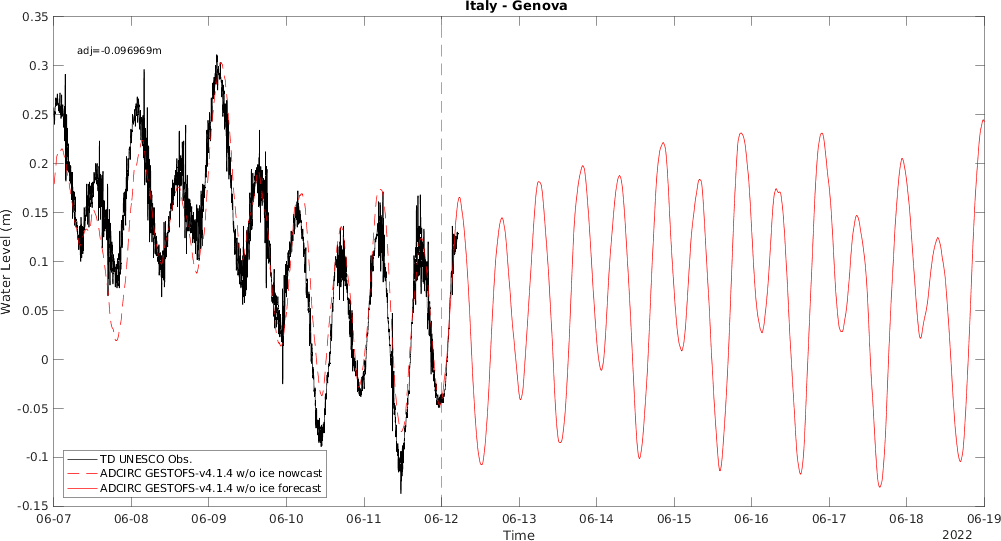 Italy - Genova
0.35
0.3
0.25
0.2
0.15
0.1
0.05
0
-0.05
-0.1
-0.15
Water Level (m)
adj=-0.096969m
TD UNESCO Obs.
ADCIRC GESTOFS-v4.1.4 w/o ice nowcast
ADCIRC GESTOFS-v4.1.4 w/o ice forecast
06-07 06-08 06-09 06-10 06-11 06-12 06-13 06-14 06-15 06-16 06-17 06-18 06-19
Time
2022